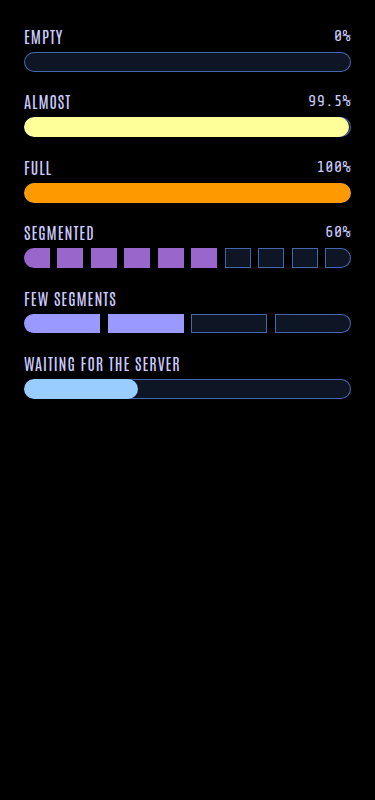 EMPTY 0%
ALMOST 99.5%
FULL 100%
SEGMENTED 60%
FEW SEGMENTS
WAITING FOR THE SERVER